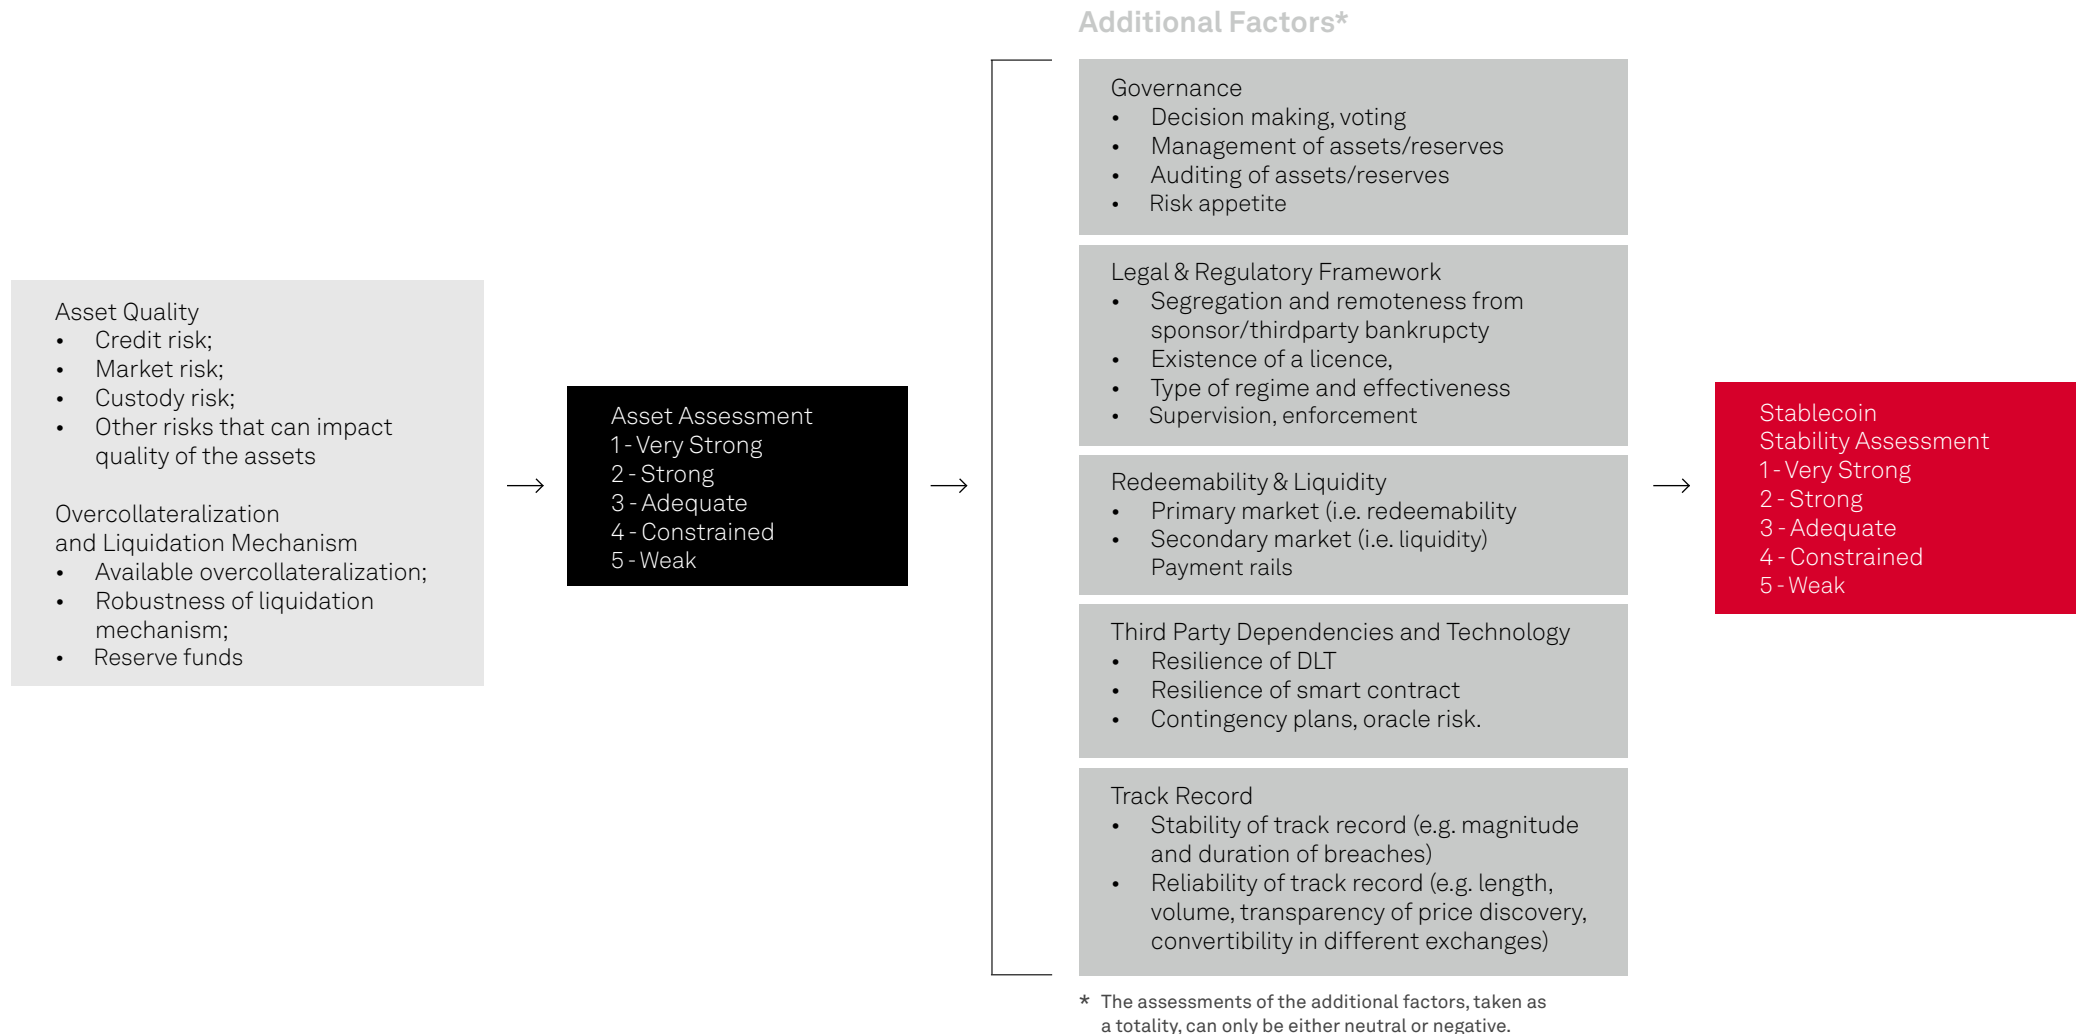 Additional Factors*
Asset Quality
• Credit risk;
• Market risk;
• Custody risk;
• Other risks that can impact
quality of the assets
Overcollateralization
and Liquidation Mechanism
• Available overcollateralization;
• Robustness of liquidation
mechanism;
• Reserve funds
Asset Assessment
1 - Very Strong
2 - Strong
3 - Adequate
4 - Constrained
5 - Weak
Governance
• Decision making, voting
• Management of assets/reserves
• Auditing of assets/reserves
• Risk appetite
Legal & Regulatory Framework
• Segregation and remoteness from
sponsor/thirdparty bankrupcty
• Existence of a licence,
• Type of regime and effectiveness
• Supervision, enforcement
Redeemability & Liquidity
• Primary market (i.e. redeemability
• Secondary market (i.e. liquidity)
Payment rails
Third Party Dependencies and Technology
• Resilience of DLT
• Resilience of smart contract
• Contingency plans, oracle risk.
Track Record
• Stability of track record (e.g. magnitude
and duration of breaches)
• Reliability of track record (e.g. length,
volume, transparency of price discovery,
convertibility in different exchanges)
* The assessments of the additional factors, taken as
a totality, can only be either neutral or negative.
Stablecoin
Stability Assessment
1 - Very Strong
2 - Strong
3 - Adequate
4 - Constrained
5 - Weak